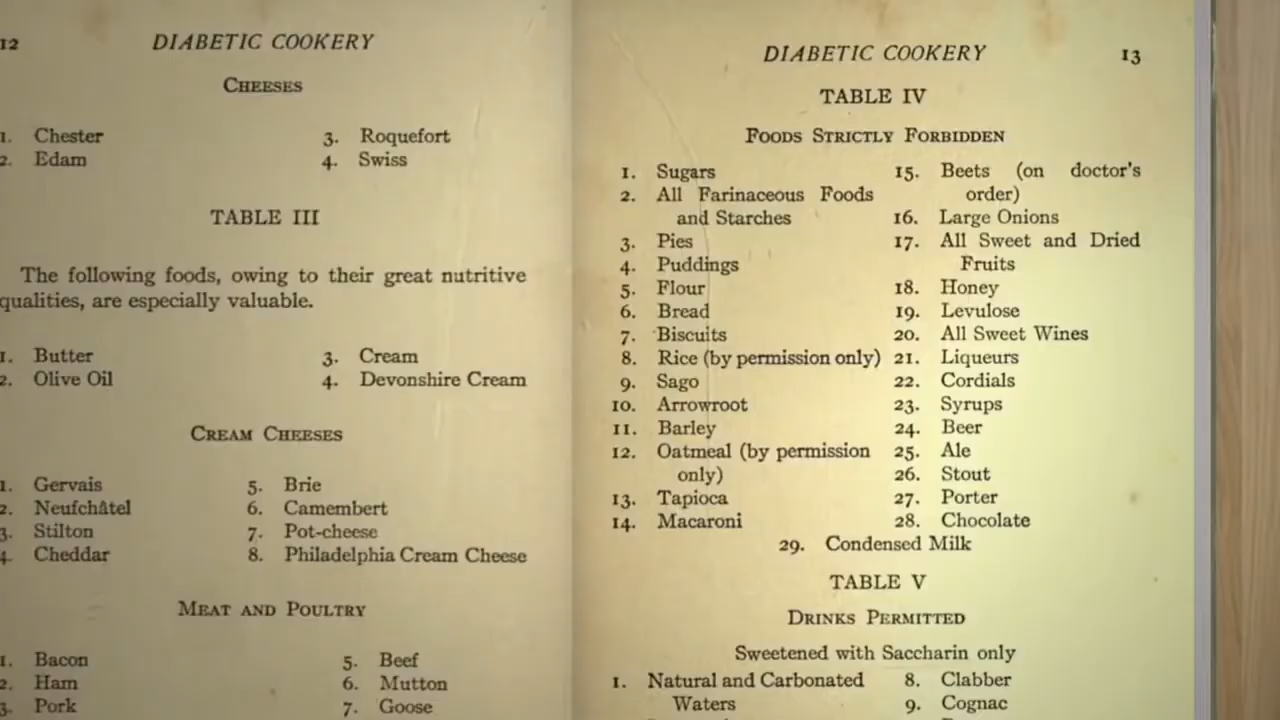 12 DIABETIC COOKERY
CHEESES
1. Chester
2. Edam
3. Roquefort
4. Swiss
TABLE III
The following foods, owing to their great nutritive
qualities, are especially valuable.
1. Butter
2. Olive Oil
3. Cream
4. Devonshire Cream
CREAM CHEESES
1. Gervais
2. Neufchâtel
3. Stilton
4. Cheddar
5. Brie
6. Camembert
7. Pot-cheese
8. Philadelphia Cream Cheese
MEAT AND POULTRY
1. Bacon
2. Ham
3. Pork
5. Beef
6. Mutton
7. Goose
DIABETIC COOKERY 13
TABLE IV
FOODS STRICTLY FORBIDDEN
1. Sugars
2. All Farinaceous Foods
and Starches
3. Pies
4. Puddings
5. Flour
6. Bread
7. Biscuits
8. Rice (by permission only)
9. Sago
10. Arrowroot
11. Barley
12. Oatmeal (by permission
only)
13. Tapioca
14. Macaroni
15. Beets (on doctor's
order)
16. Large Onions
17. All Sweet and Dried
Fruits
18. Honey
19. Levulose
20. All Sweet Wines
21. Liqueurs
22. Cordials
23. Syrups
24. Beer
25. Ale
26. Stout
27. Porter
28. Chocolate
29. Condensed Milk
TABLE V
DRINKS PERMITTED
Sweetened with Saccharin only
1. Natural and Carbonated
Waters
8. Clabber
9. Cognac